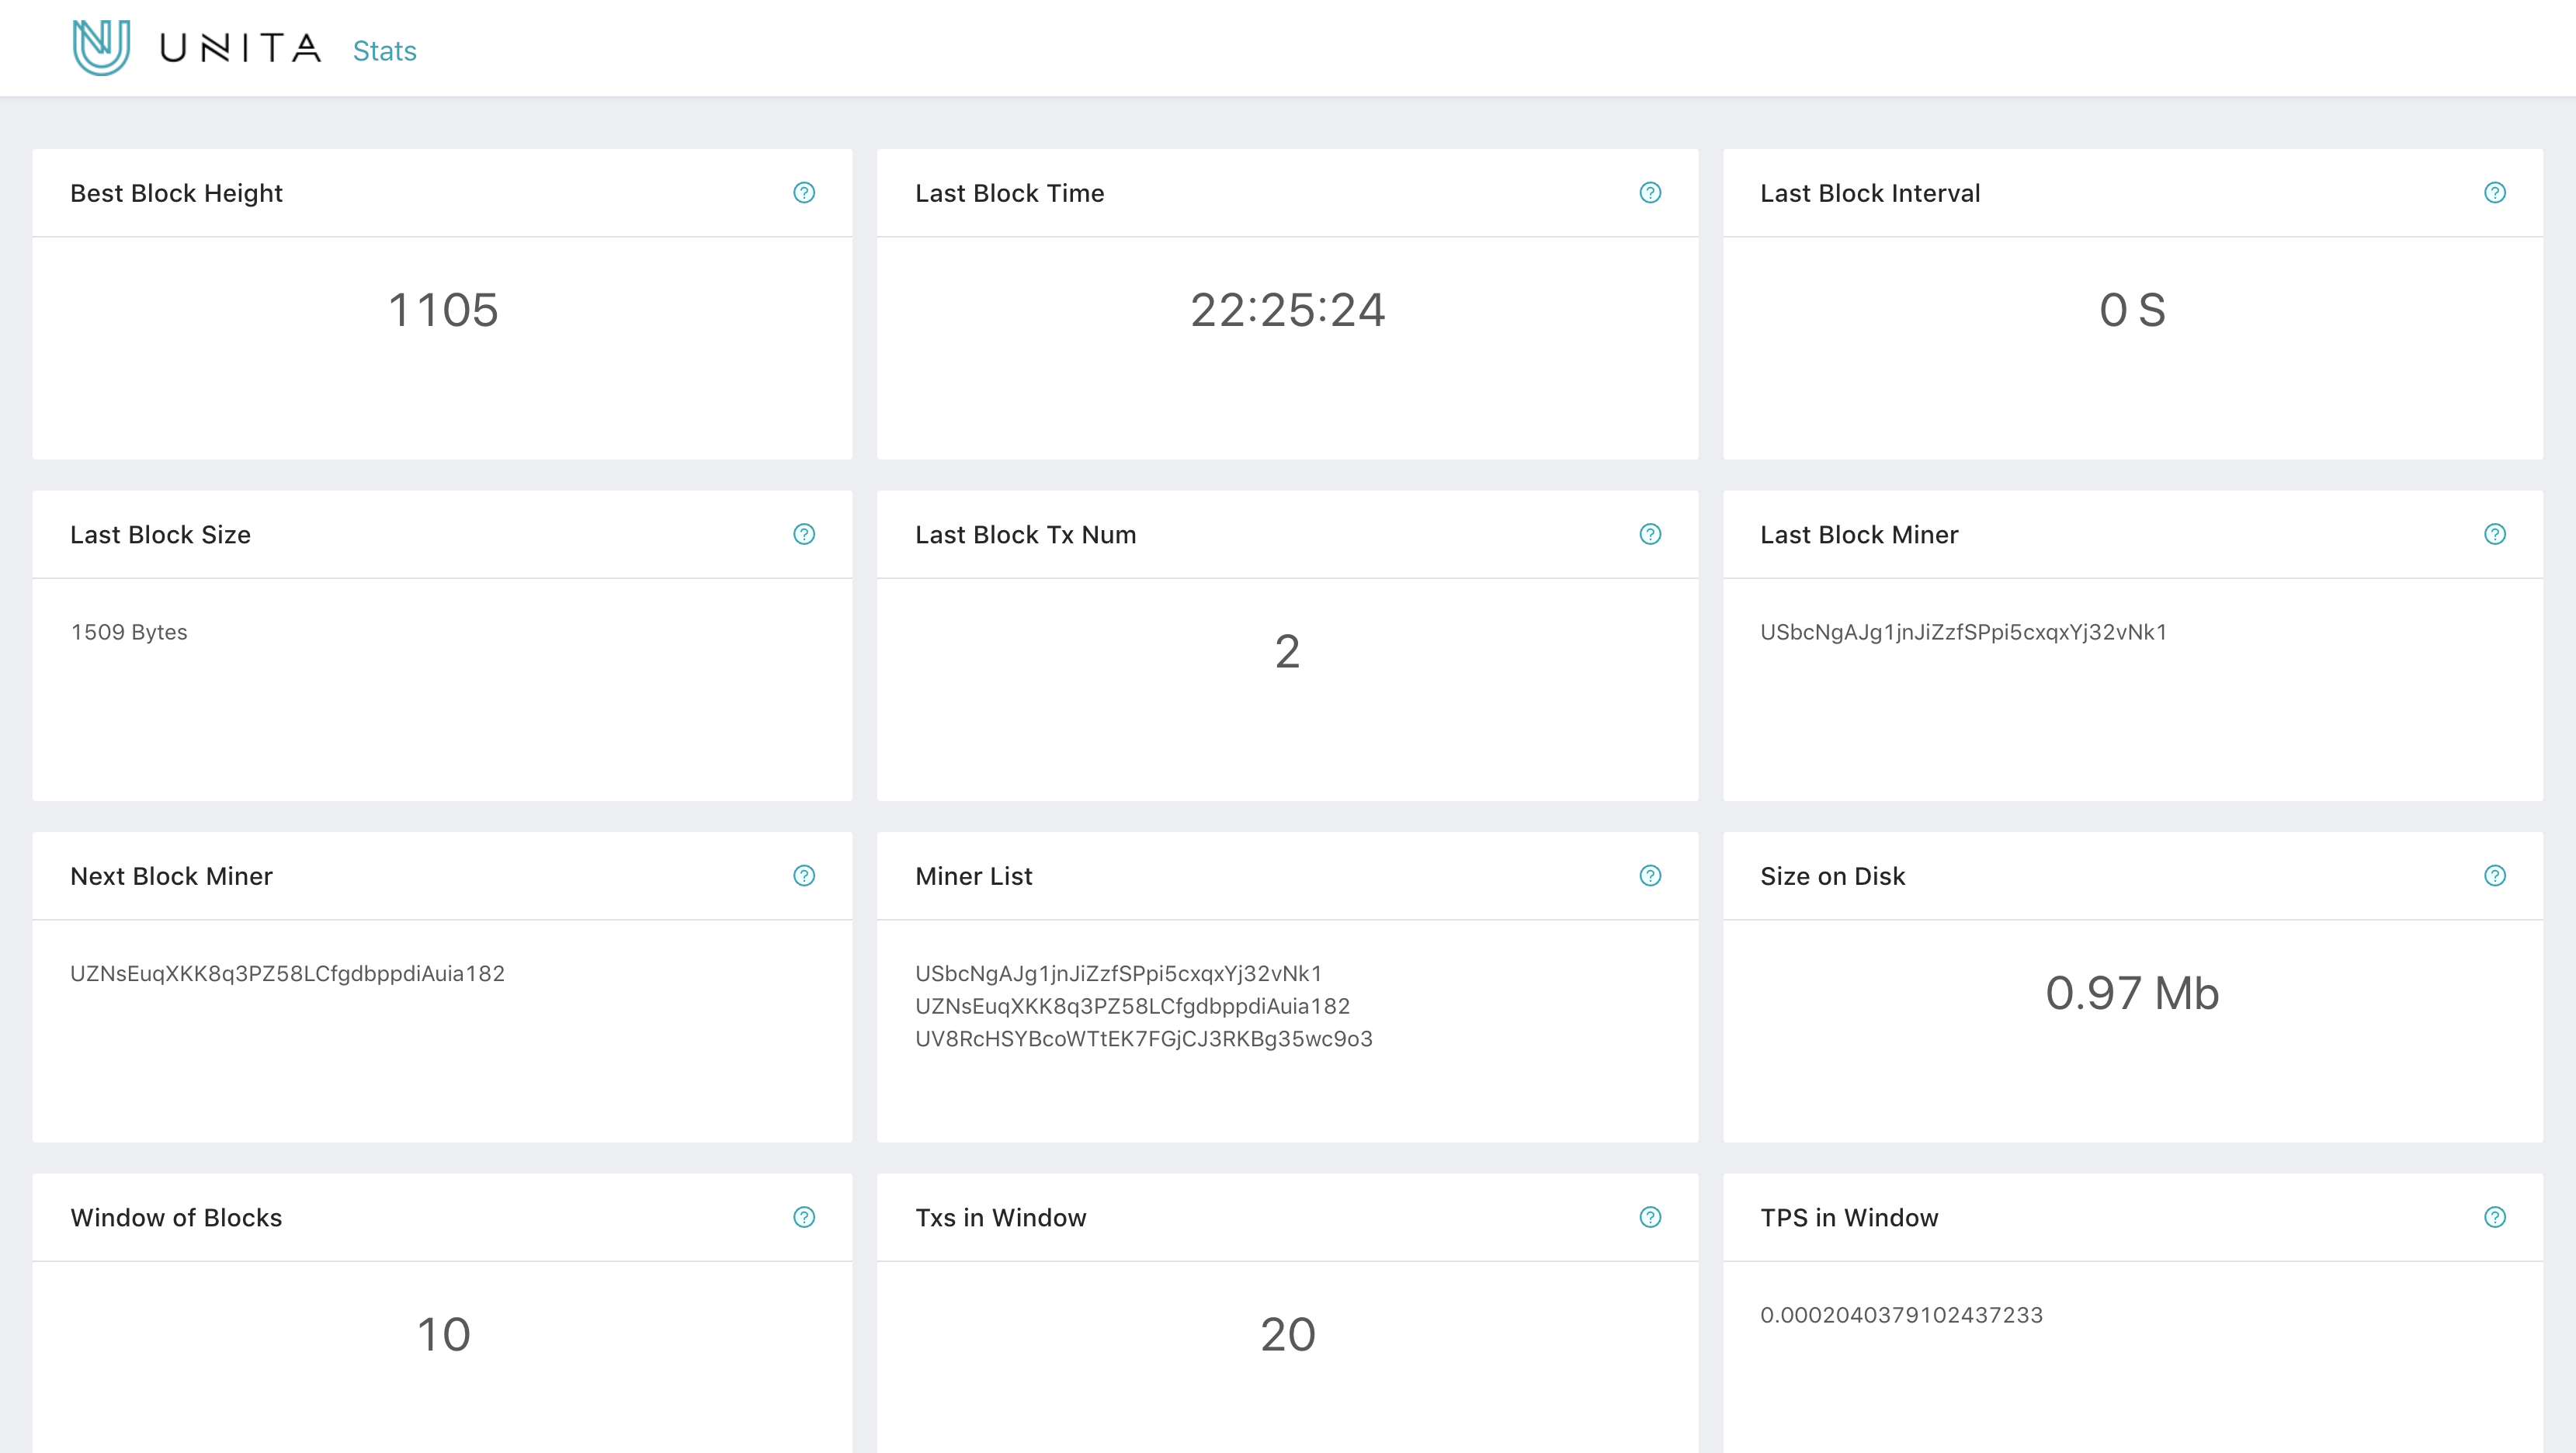 UNITA Stats
Best Block Height
1105
Last Block Time
22:25:24
Last Block Interval
0 S
Last Block Size
1509 Bytes
Last Block Tx Num
2
Last Block Miner
USbcNgAJg1jnJiZzfSPpi5cxqxYj32vNk1
Next Block Miner
UZNsEuqXKK8q3PZ58LCfgdbppdiAuia182
Miner List
USbcNgAJg1jnJiZzfSPpi5cxqxYj32vNk1
UZNsEuqXKK8q3PZ58LCfgdbppdiAuia182
UV8RcHSYBcoWTtEK7FGjCJ3RKBg35wc9o3
Size on Disk
0.97 Mb
Window of Blocks
10
Txs in Window
20
TPS in Window
0.0002040379102437233